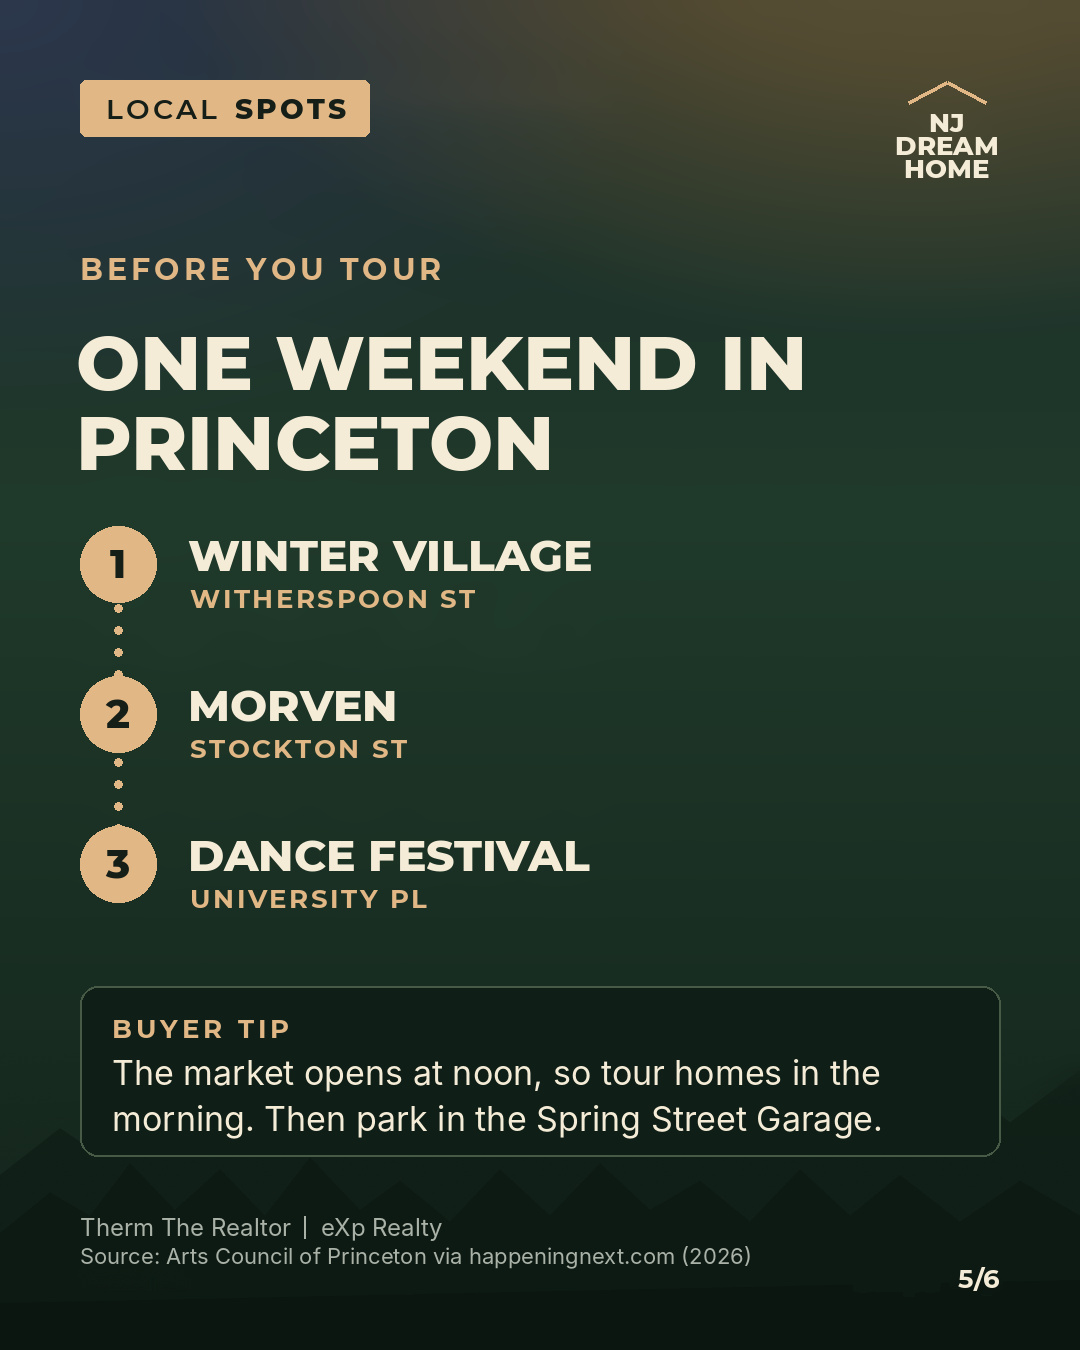 LOCAL SPOTS
NJ
DREAM
HOME
BEFORE YOU TOUR
ONE WEEKEND IN
PRINCETON
1
WINTER VILLAGE
WITHERSPOON ST
2
MORVEN
STOCKTON ST
3
DANCE FESTIVAL
UNIVERSITY PL
BUYER TIP
The market opens at noon, so tour homes in the
morning. Then park in the Spring Street Garage.
Therm The Realtor | eXp Realty
Source: Arts Council of Princeton via happeningnext.com (2026)
5/6